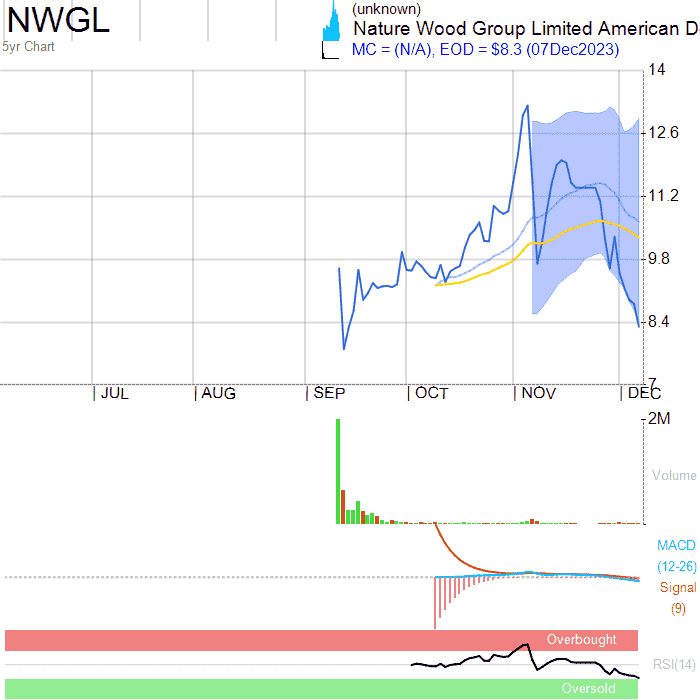 NWGL
5yr Chart
(unknown)
Nature Wood Group Limited American D
MC = (N/A), EOD = $8.3 (07Dec2023)
14
12.6
11.2
9.8
8.4
7
JUL AUG SEP OCT NOV DEC
2M
Volume
MACD
(12-26)
Signal
(9)
Overbought
RSI(14)
Oversold